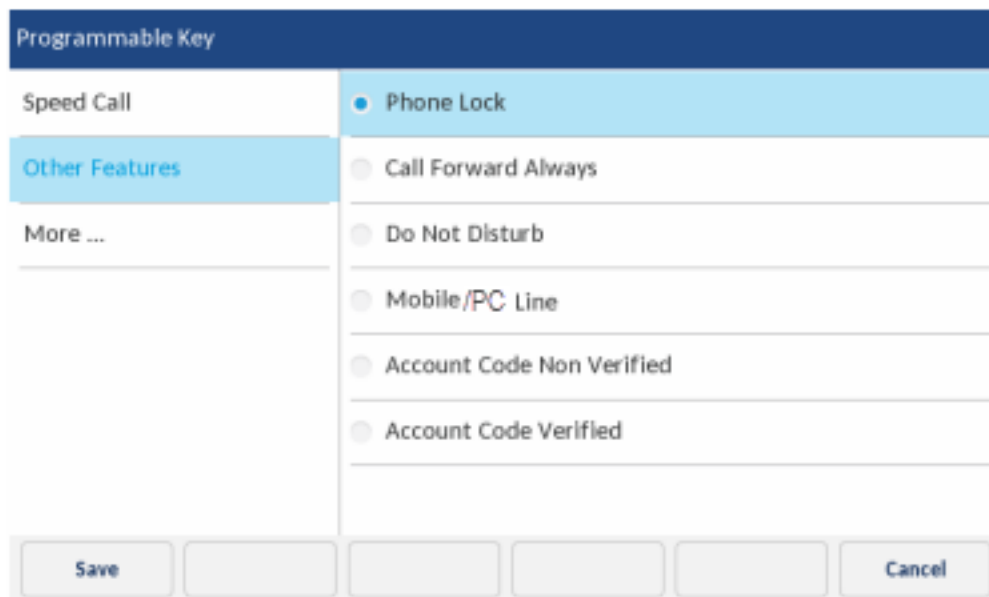 Programmable Key
Speed Call
Other Features
More ...
Phone Lock
Call Forward Always
Do Not Disturb
Mobile/PC Line
Account Code Non Verified
Account Code Verified
Save
Cancel